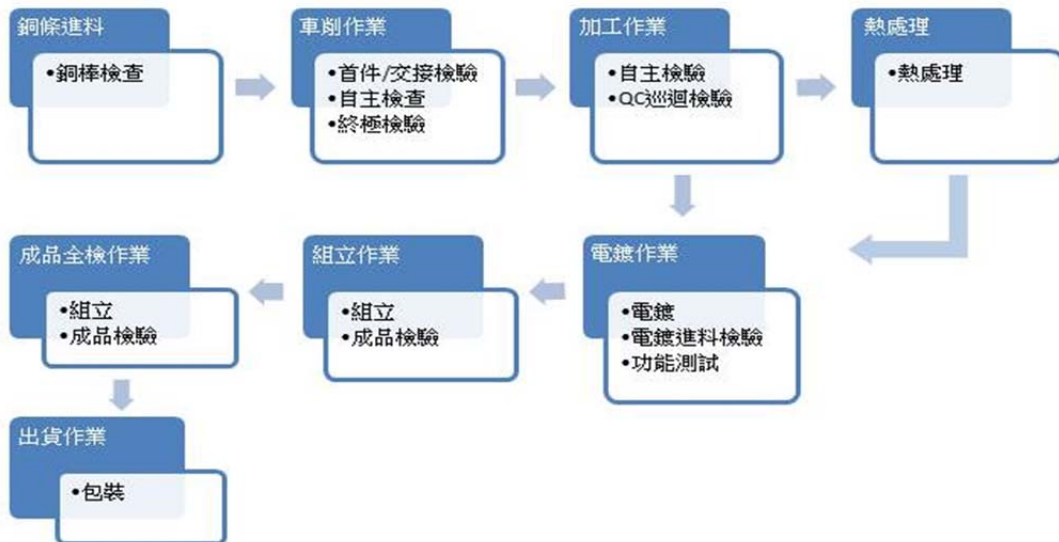 銅條進料
•銅棒檢查
車削作業
•首件/交接檢驗
•自主檢查
•終極檢驗
加工作業
•自主檢驗
•QC巡迴檢驗
熱處理
•熱處理
電鍍作業
•電鍍
•電鍍進料檢驗
•功能測試
組立作業
•組立
•成品檢驗
成品全檢作業
•組立
•成品檢驗
出貨作業
•包裝